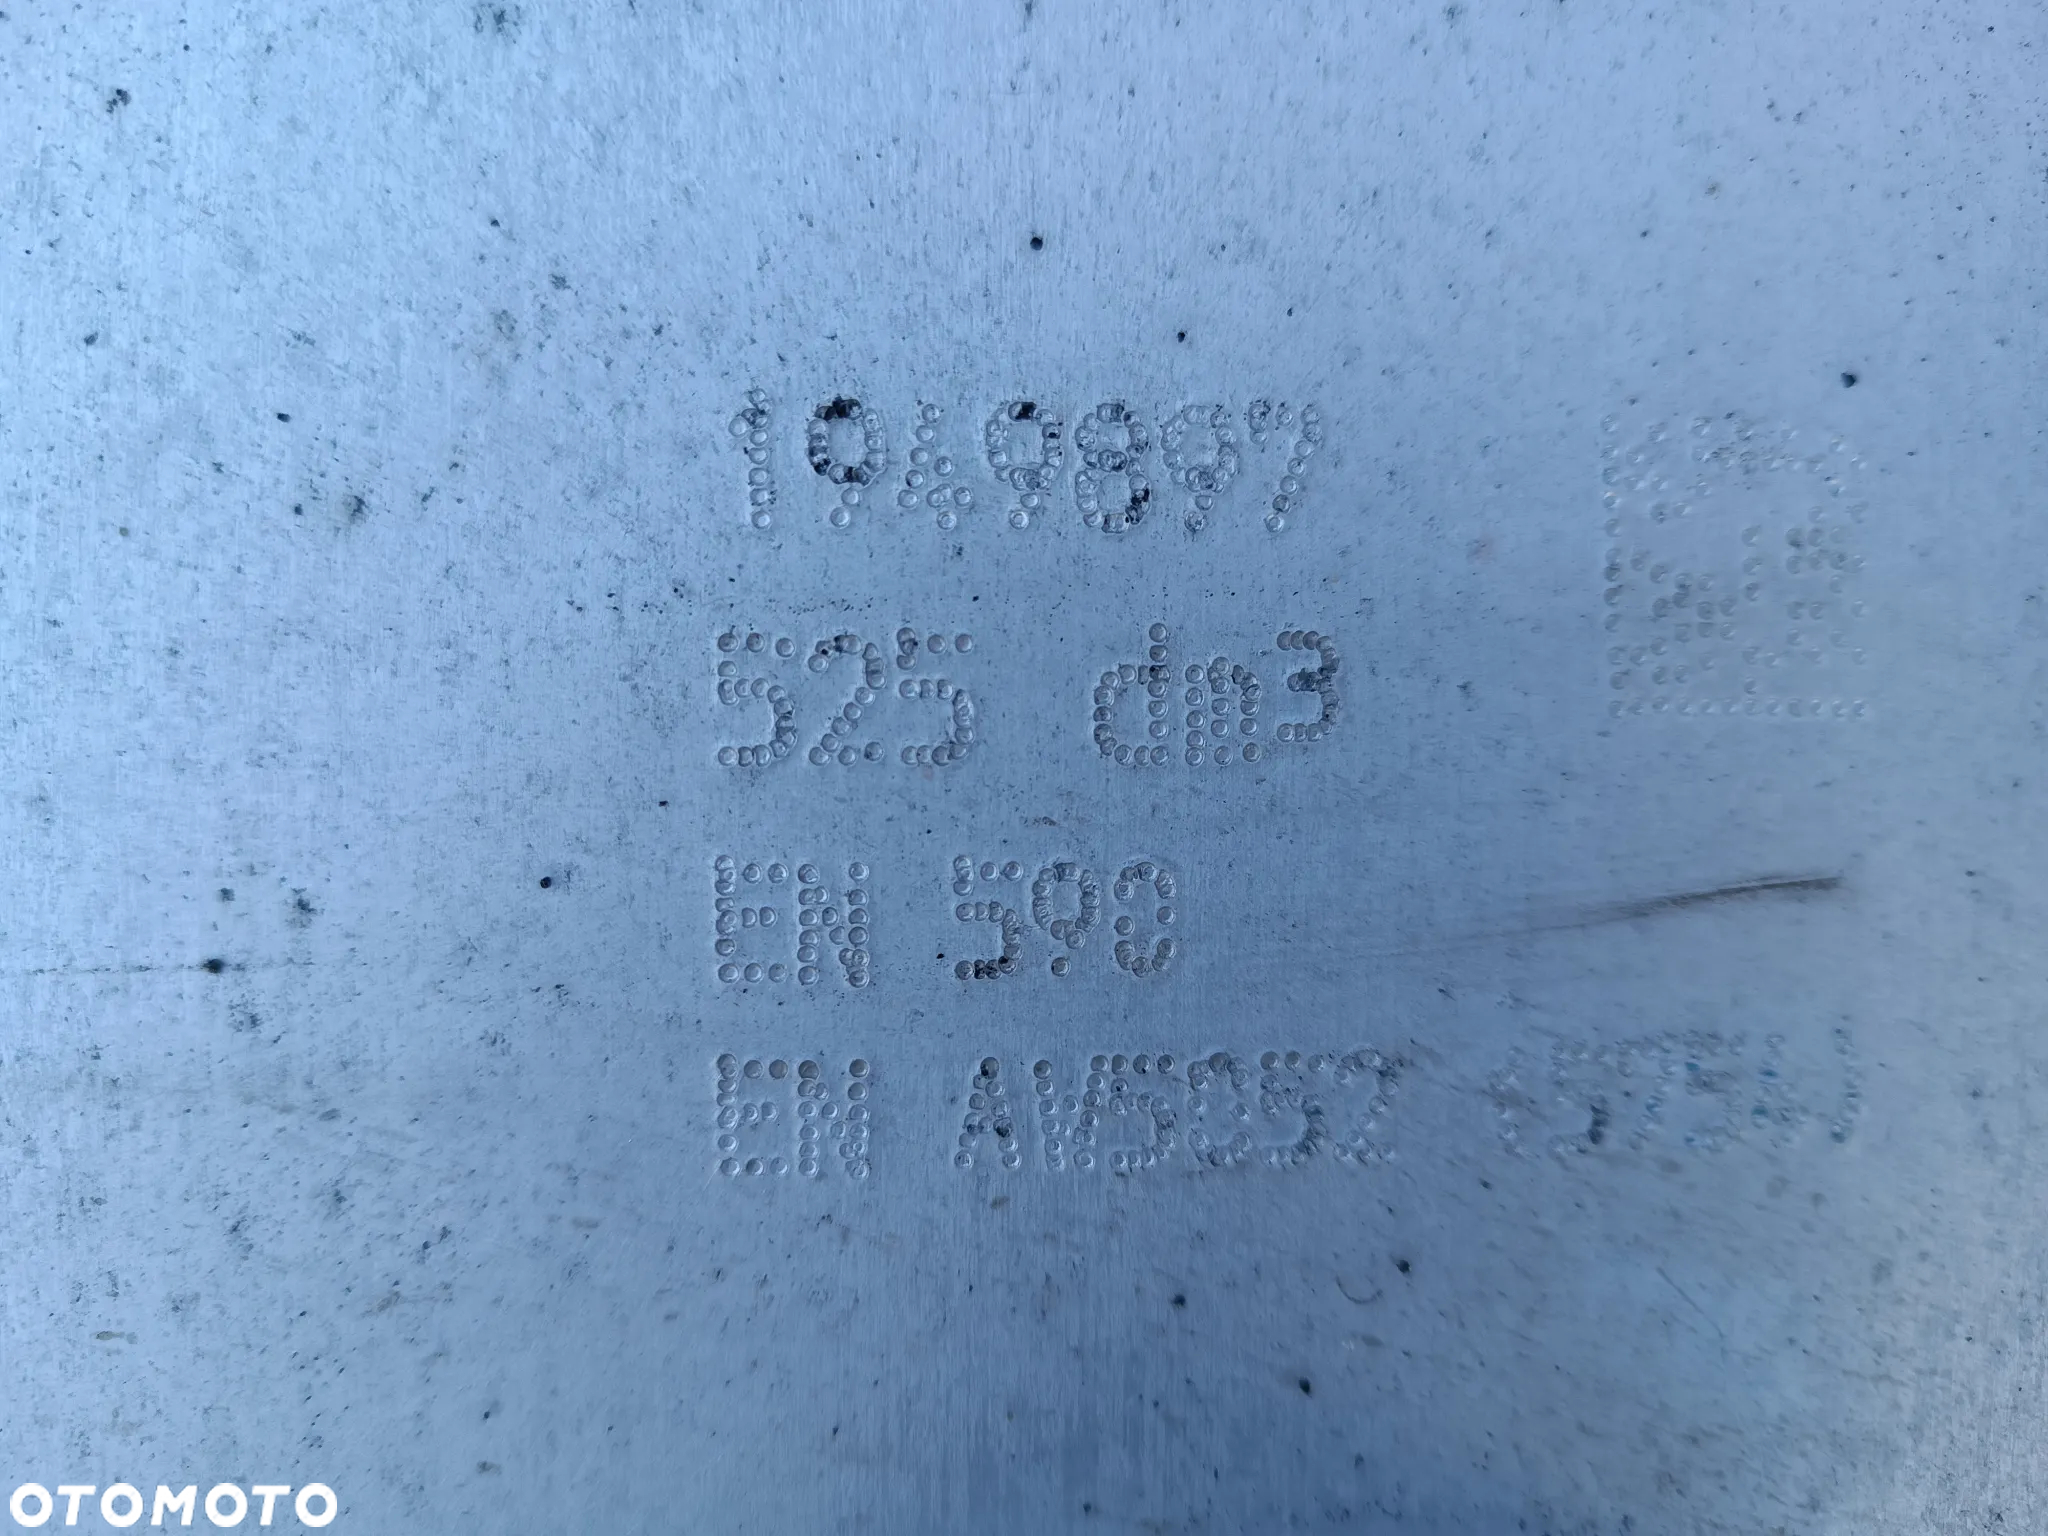 1949897
525 dm3
EN 590
EN AW5052
OTOMOTO